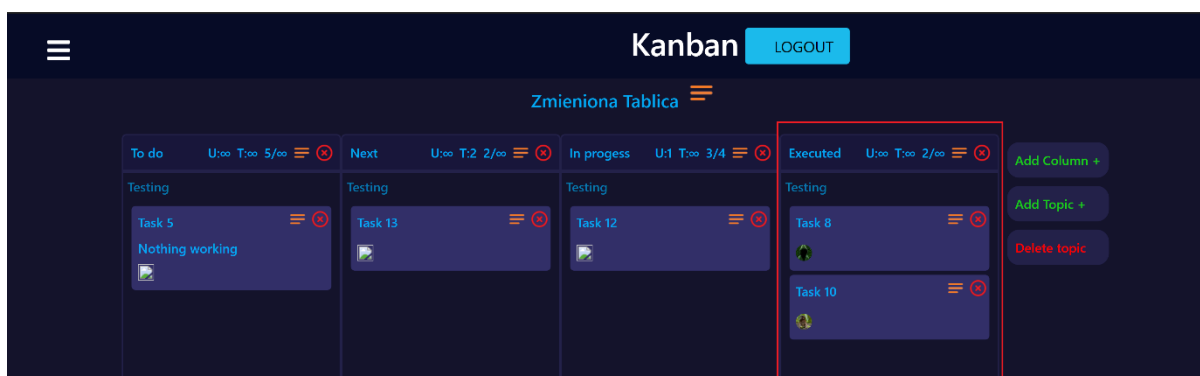 Kanban LOGOUT
Zmieniona Tablica
To do U:∞ T:∞ 5/∞
Next U:∞ T:2 2/∞
In progess U:1 T:∞ 3/4
Executed U:∞ T:∞ 2/∞
Add Column +
Testing
Testing
Testing
Testing
Add Topic +
Task 5
Task 13
Task 12
Task 8
Nothing working
Delete topic
Task 10